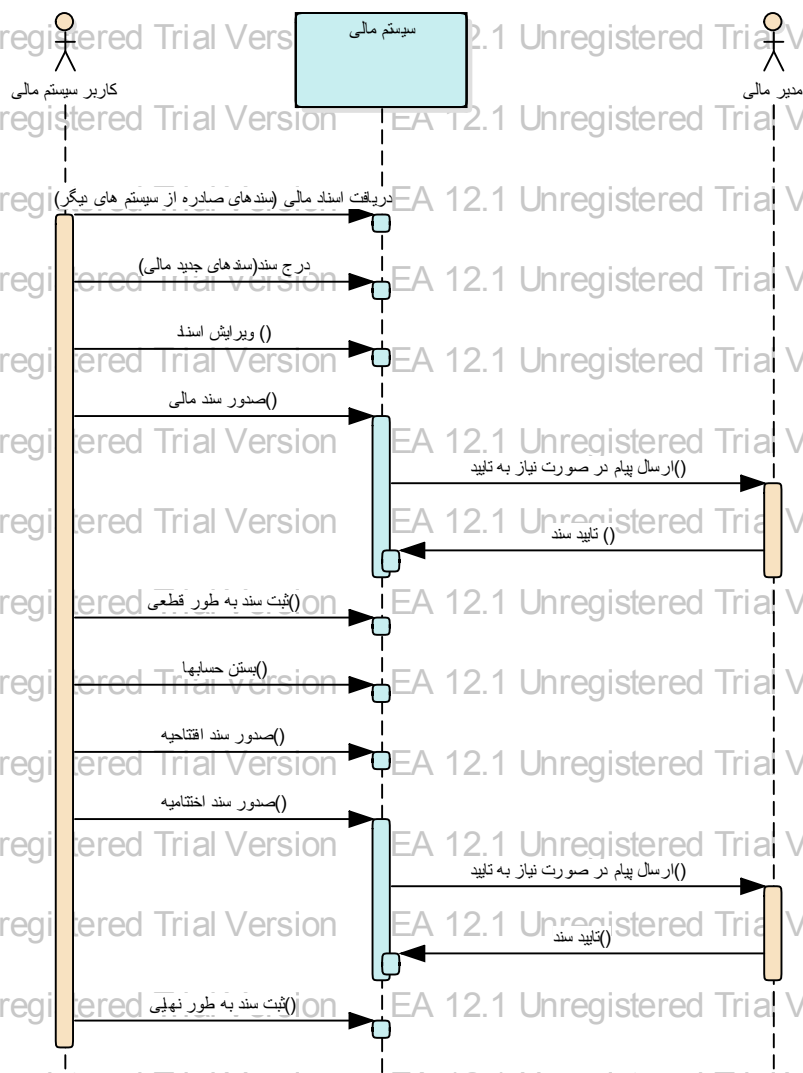 سیستم مالی
کاربر سیستم مالی
مدیر مالی
دریافت اسناد مالی (سندهای صادره از سیستم های دیگر)
درج سند(سندهای جدید مالی)
ویرایش اسناد ()
صدور سند مالی()
ارسال پیام در صورت نیاز به تایید()
تایید سند ()
ثبت سند به طور قطعی()
بستن حسابها()
صدور سند افتتاحیه()
صدور سند اختتامیه()
ارسال پیام در صورت نیاز به تایید()
تایید سند()
ثبت سند به طور نهایی()
EA 12.1 Unregistered Trial Version